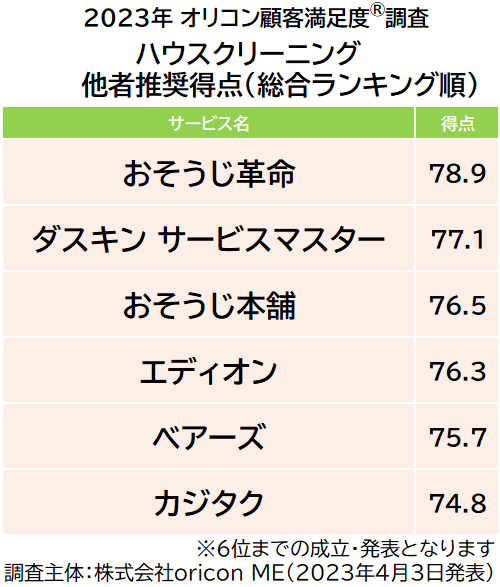 2023年 オリコン顧客満足度®調査
ハウスクリーニング
他者推奨得点(総合ランキング順)
サービス名 得点
おそうじ革命 78.9
ダスキン サービスマスター 77.1
おそうじ本舗 76.5
エディオン 76.3
ベアーズ 75.7
カジタク 74.8
※6位までの成立・発表となります
調査主体:株式会社oricon ME(2023年4月3日発表)